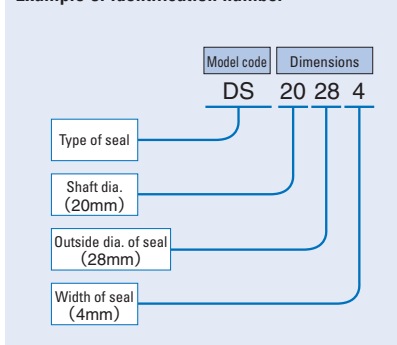 Example of identification number
Model code Dimensions
DS 20 28 4
Type of seal
Shaft dia.
（20mm）
Outside dia. of seal
（28mm）
Width of seal
（4mm）